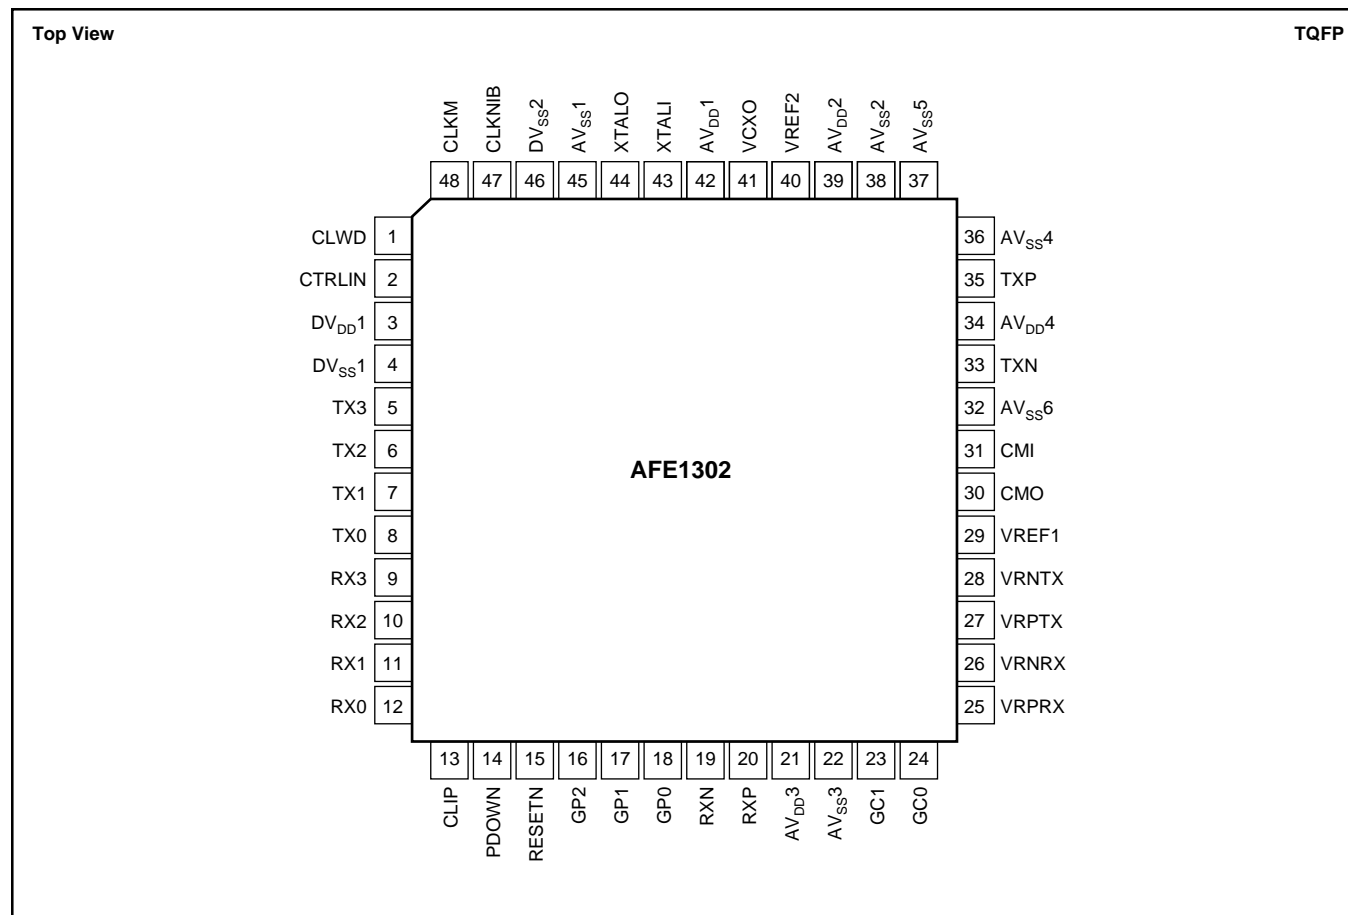 Top View TQFP
CLKM CLKNIB DVSS2 AVSS1 XTALO XTALI AVDD1 VCXO VREF2 AVDD2 AVSS2 AVSS5
48 47 46 45 44 43 42 41 40 39 38 37
CLWD 1 36 AVSS4
CTRLIN 2 35 TXP
DVDD1 3 34 AVDD4
DVSS1 4 33 TXN
TX3 5 32 AVSS6
TX2 6 31 CMI
AFE1302
TX1 7 30 CMO
TX0 8 29 VREF1
RX3 9 28 VRNTX
RX2 10 27 VRPTX
RX1 11 26 VRNRX
RX0 12 25 VRPRX
13 14 15 16 17 18 19 20 21 22 23 24
CLIP PDOWN RESETN GP2 GP1 GP0 RXN RXP AVDD3 AVSS3 GC1 GC0